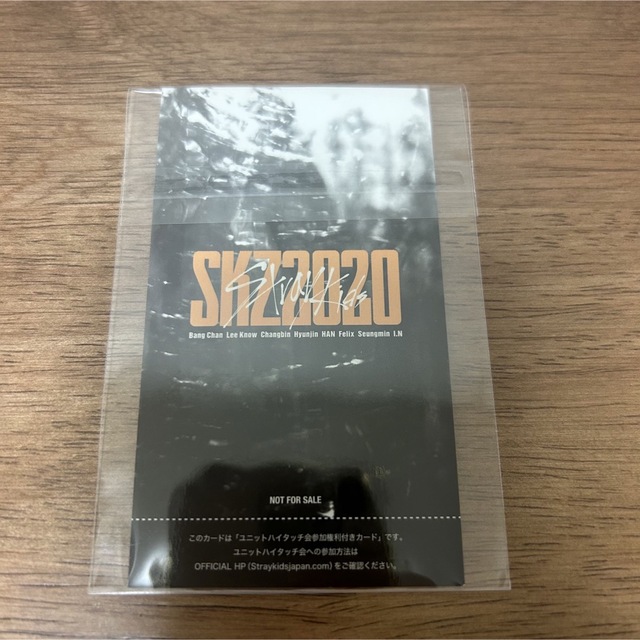 SKZ2020
Stray Kids
Bang Chan Lee Know Changbin Hyunjin HAN Felix Seungmin I.N
NOT FOR SALE
このカードは「ユニットハイタッチ会参加権利付きカード」です。
ユニットハイタッチ会への参加方法は
OFFICIAL HP (Straykidsjapan.com) をご確認ください。